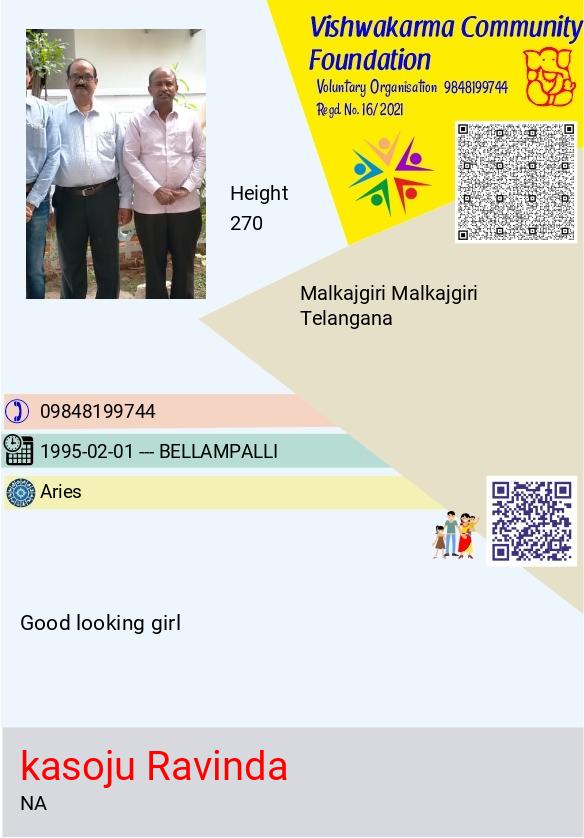 Vishwakarma Community
Foundation
Voluntary Organisation 9848199744
Regd. No. 16/2021
Height
270
Malkajgiri Malkajgiri
Telangana
09848199744
1995-02-01 --- BELLAMPALLI
Aries
Good looking girl
kasoju Ravinda
NA